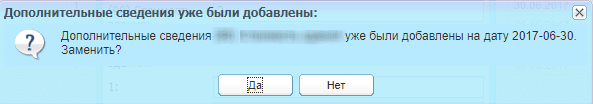 Дополнительные сведения уже были добавлены:
Дополнительные сведения уже были добавлены на дату 2017-06-30.
Заменить?
Да Нет